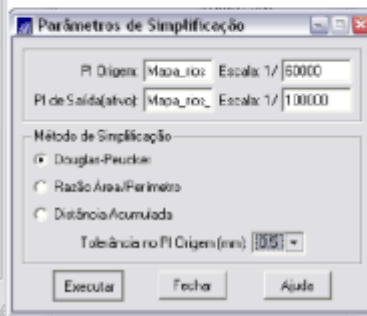 Parâmetros de Simplificação
PI Origem: Mapa_rios Escala: 1/ 60000
PI de Saída(ativo): Mapa_rios_ Escala: 1/ 100000
Método de Simplificação
Douglas-Peucker
Razão Área/Perímetro
Distância Acumulada
Tolerância no PI Origem (mm) 0.5
Executar Fechar Ajuda